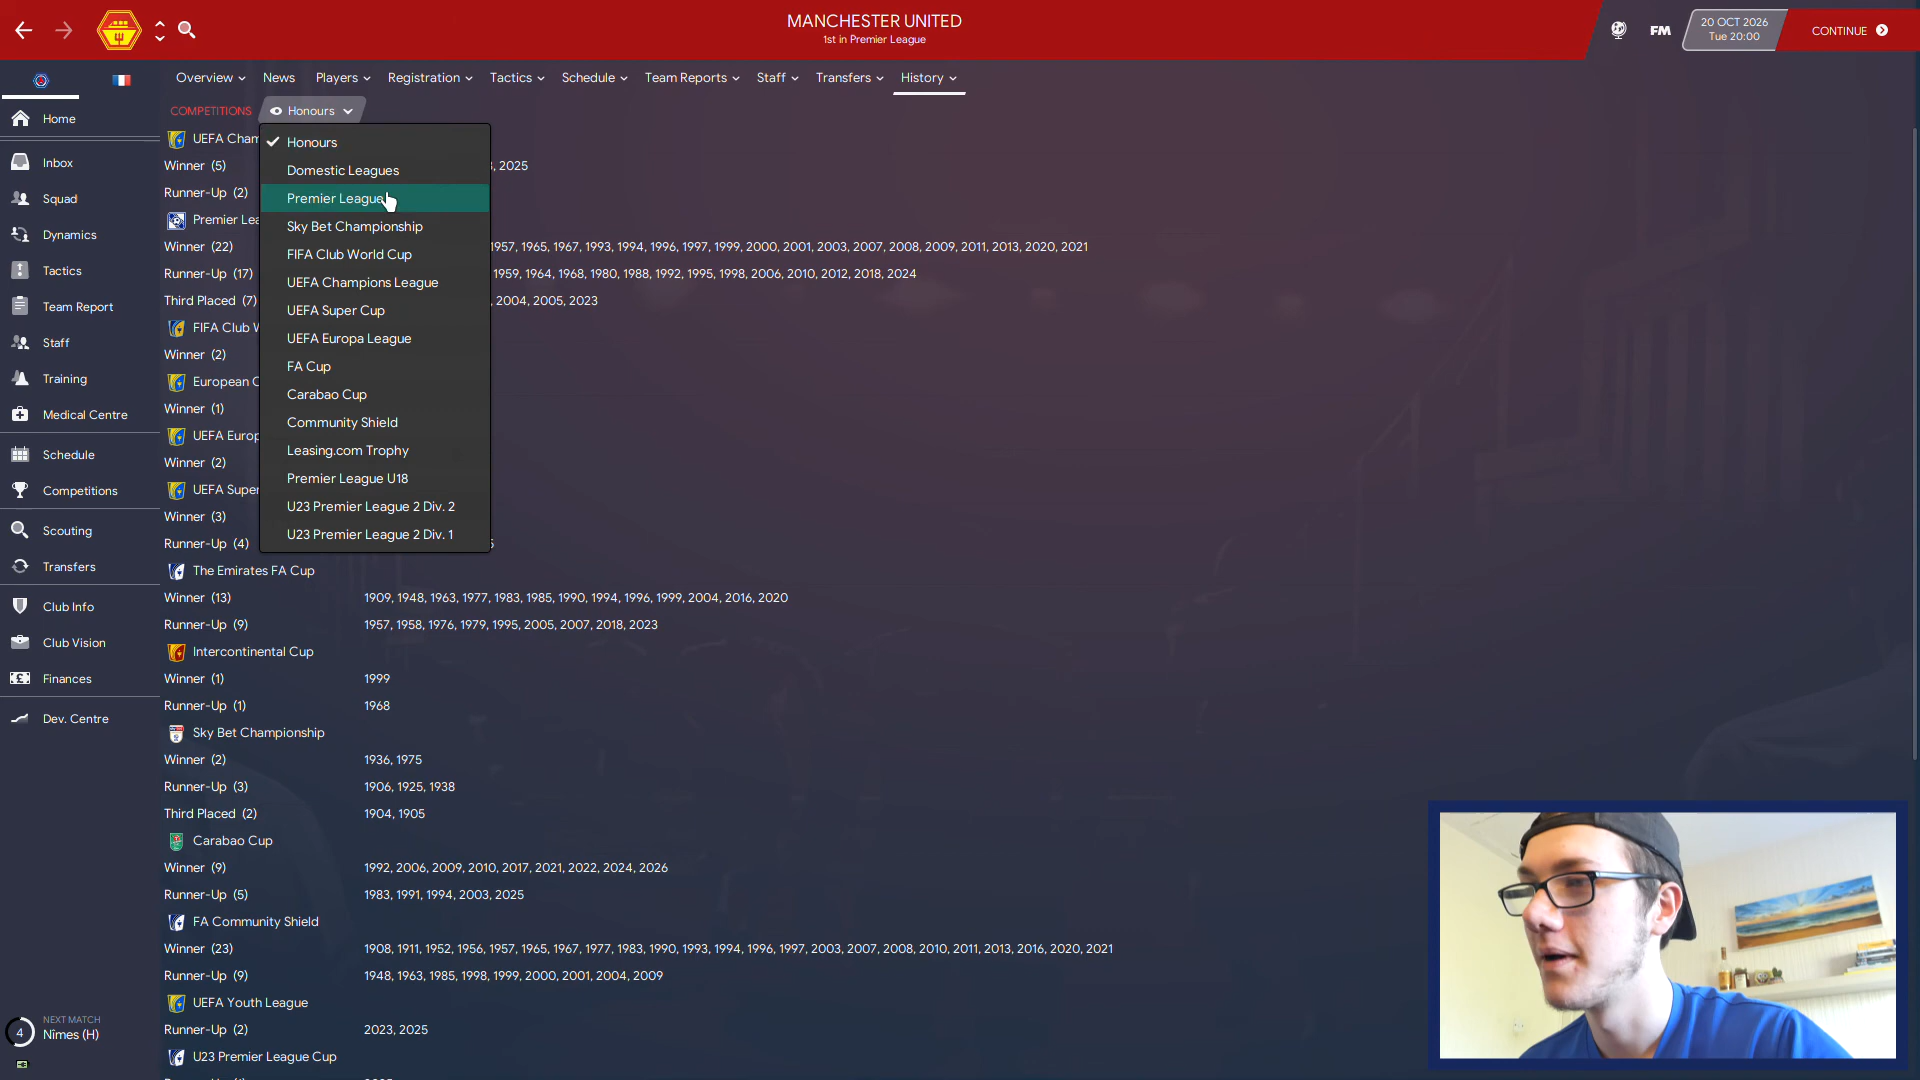 MANCHESTER UNITED
1st in Premier League
FM
20 OCT 2026
Tue 20:00
CONTINUE
Overview
News
Players
Registration
Tactics
Schedule
Team Reports
Staff
Transfers
History
COMPETITIONS
Honours
Home
Inbox
Squad
Dynamics
Tactics
Team Report
Staff
Training
Medical Centre
Schedule
Competitions
Scouting
Transfers
Club Info
Club Vision
Finances
Dev. Centre
4
NEXT MATCH
Nîmes (H)
Honours
Domestic Leagues
Premier League
Sky Bet Championship
FIFA Club World Cup
UEFA Champions League
UEFA Super Cup
UEFA Europa League
FA Cup
Carabao Cup
Community Shield
Leasing.com Trophy
Premier League U18
U23 Premier League 2 Div. 2
U23 Premier League 2 Div. 1
UEFA Cham
Winner (5) , 2025
Runner-Up (2)
Premier Lea
Winner (22) 1957, 1965, 1967, 1993, 1994, 1996, 1997, 1999, 2000, 2001, 2003, 2007, 2008, 2009, 2011, 2013, 2020, 2021
Runner-Up (17) 1959, 1964, 1968, 1980, 1988, 1992, 1995, 1998, 2006, 2010, 2012, 2018, 2024
Third Placed (7) , 2004, 2005, 2023
FIFA Club W
Winner (2)
European C
Winner (1)
UEFA Europ
Winner (2)
UEFA Super
Winner (3)
Runner-Up (4)
The Emirates FA Cup
Winner (13) 1909, 1948, 1963, 1977, 1983, 1985, 1990, 1994, 1996, 1999, 2004, 2016, 2020
Runner-Up (9) 1957, 1958, 1976, 1979, 1995, 2005, 2007, 2018, 2023
Intercontinental Cup
Winner (1) 1999
Runner-Up (1) 1968
Sky Bet Championship
Winner (2) 1936, 1975
Runner-Up (3) 1906, 1925, 1938
Third Placed (2) 1904, 1905
Carabao Cup
Winner (9) 1992, 2006, 2009, 2010, 2017, 2021, 2022, 2024, 2026
Runner-Up (5) 1983, 1991, 1994, 2003, 2025
FA Community Shield
Winner (23) 1908, 1911, 1952, 1956, 1957, 1965, 1967, 1977, 1983, 1990, 1993, 1994, 1996, 1997, 2003, 2007, 2008, 2010, 2011, 2013, 2016, 2020, 2021
Runner-Up (9) 1948, 1963, 1985, 1998, 1999, 2000, 2001, 2004, 2009
UEFA Youth League
Runner-Up (2) 2023, 2025
U23 Premier League Cup